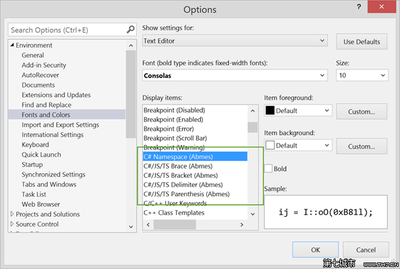 Options
Search Options (Ctrl+E)
Environment
General
Add-in Security
AutoRecover
Documents
Extensions and Updates
Find and Replace
Fonts and Colors
Import and Export Settings
International Settings
Keyboard
Quick Launch
Startup
Synchronized Settings
Tabs and Windows
Task List
Web Browser
Projects and Solutions
Source Control
Show settings for:
Text Editor
Use Defaults
Font (bold type indicates fixed-width fonts):
Size:
Consolas
10
Display items:
Breakpoint (Disabled)
Breakpoint (Enabled)
Breakpoint (Error)
Breakpoint (Scroll Bar)
Breakpoint (Warning)
C# Namespace (Abmes)
C#/JS/TS Brace (Abmes)
C#/JS/TS Bracket (Abmes)
C#/JS/TS Delimiter (Abmes)
C#/JS/TS Parenthesis (Abmes)
C/C++ User Keywords
C++ Class Templates
Item foreground:
Default
Custom...
Item background:
Default
Custom...
Bold
Sample:
ij = I::oO(0xB81l);
OK
Cancel
第七城市